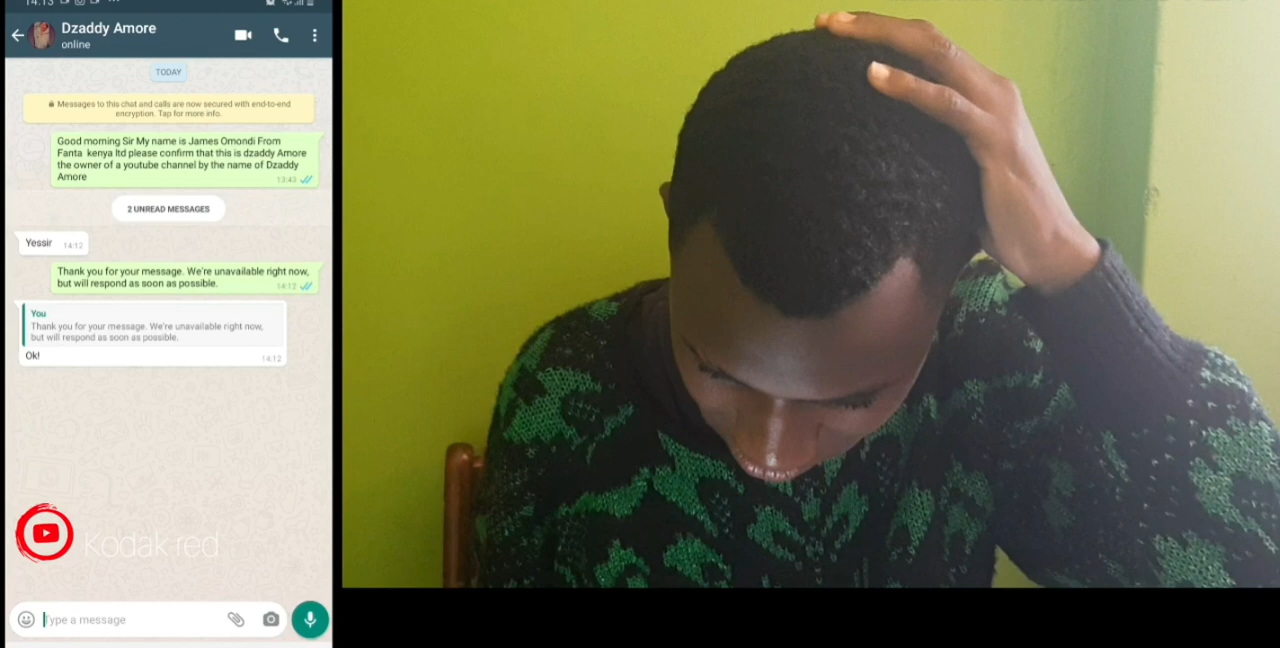 14:13
Dzaddy Amore
online
TODAY
Messages to this chat and calls are now secured with end-to-end
encryption. Tap for more info.
Good morning Sir My name is James Omondi From
Fanta kenya ltd please confirm that this is dzaddy Amore
the owner of a youtube channel by the name of Dzaddy
Amore
13:43
2 UNREAD MESSAGES
Yessir 14:12
Thank you for your message. We're unavailable right now,
but will respond as soon as possible.
14:12
You
Thank you for your message. We're unavailable right now,
but will respond as soon as possible.
Ok!
14:12
Kodak red
Type a message